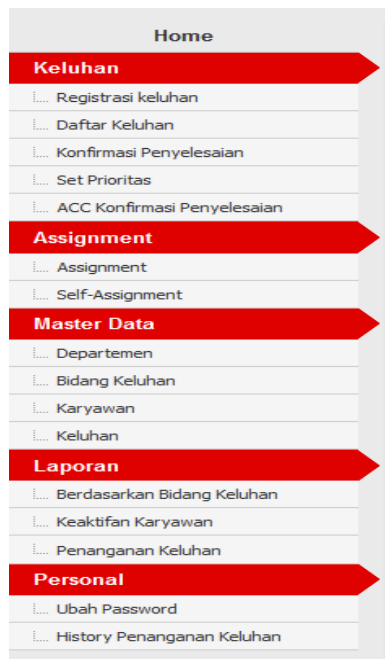 Home
Keluhan
Registrasi keluhan
Daftar Keluhan
Konfirmasi Penyelesaian
Set Prioritas
ACC Konfirmasi Penyelesaian
Assignment
Assignment
Self-Assignment
Master Data
Departemen
Bidang Keluhan
Karyawan
Keluhan
Laporan
Berdasarkan Bidang Keluhan
Keaktifan Karyawan
Penanganan Keluhan
Personal
Ubah Password
History Penanganan Keluhan